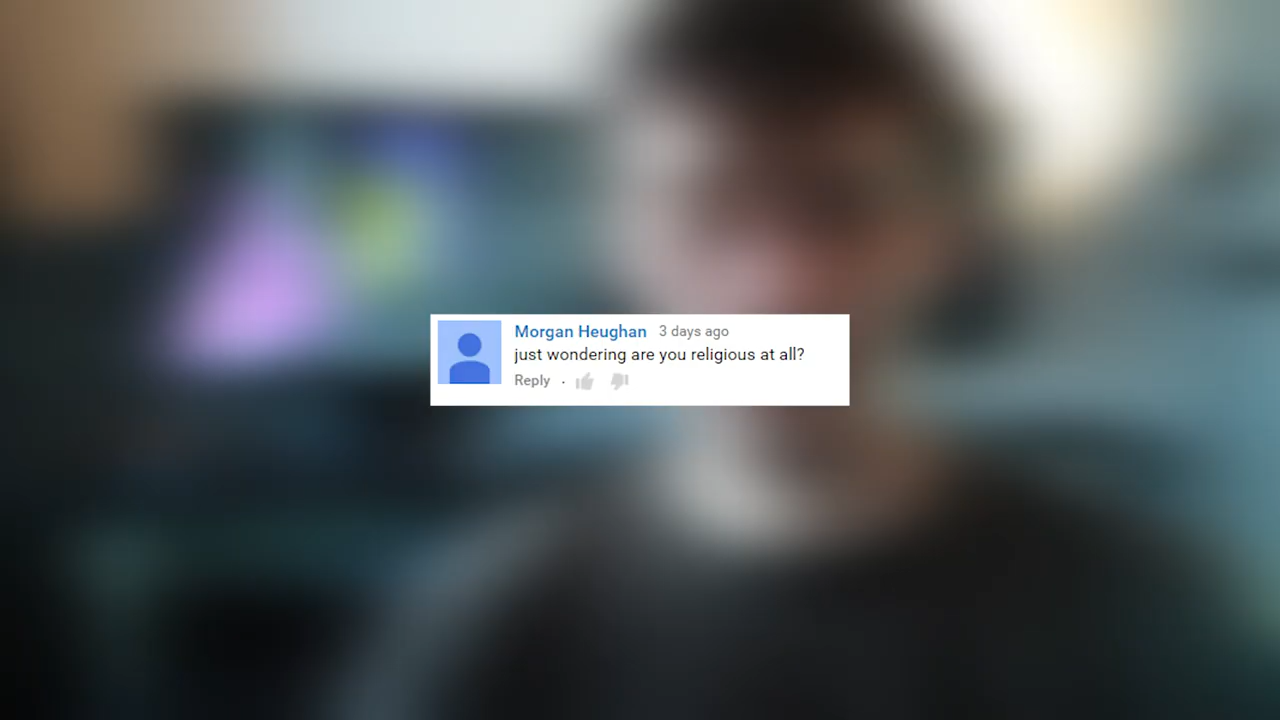 Morgan Heughan 3 days ago
just wondering are you religious at all?
Reply ·